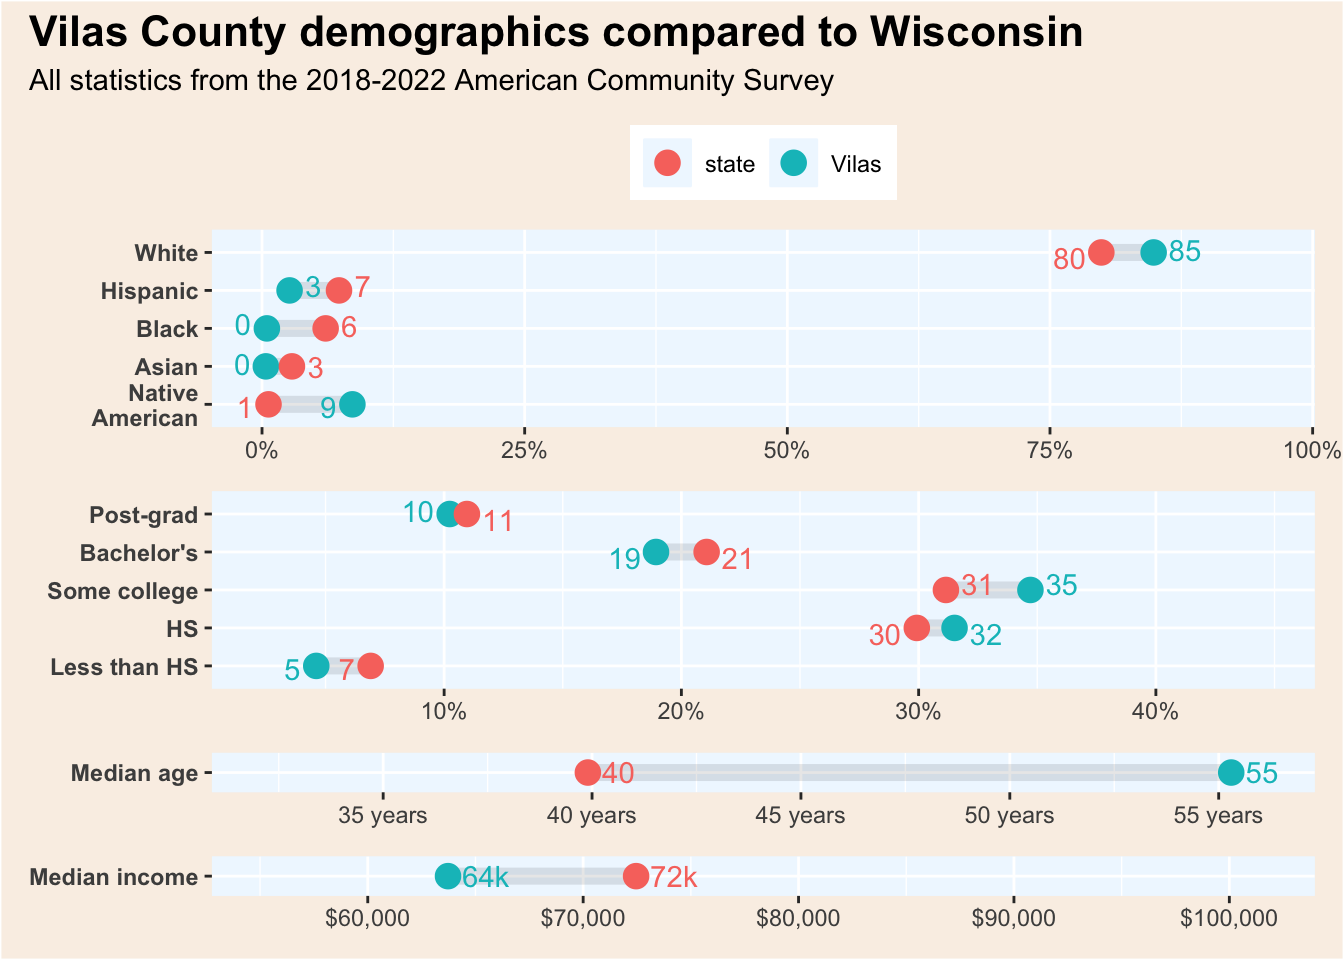 Vilas County demographics compared to Wisconsin
All statistics from the 2018-2022 American Community Survey
state Vilas
White 80 85
Hispanic 3 7
Black 0 6
Asian 0 3
Native
American 1 9
0% 25% 50% 75% 100%
Post-grad 10 11
Bachelor's 19 21
Some college 31 35
HS 30 32
Less than HS 5 7
10% 20% 30% 40%
Median age 40 55
35 years 40 years 45 years 50 years 55 years
Median income 64k 72k
$60,000 $70,000 $80,000 $90,000 $100,000